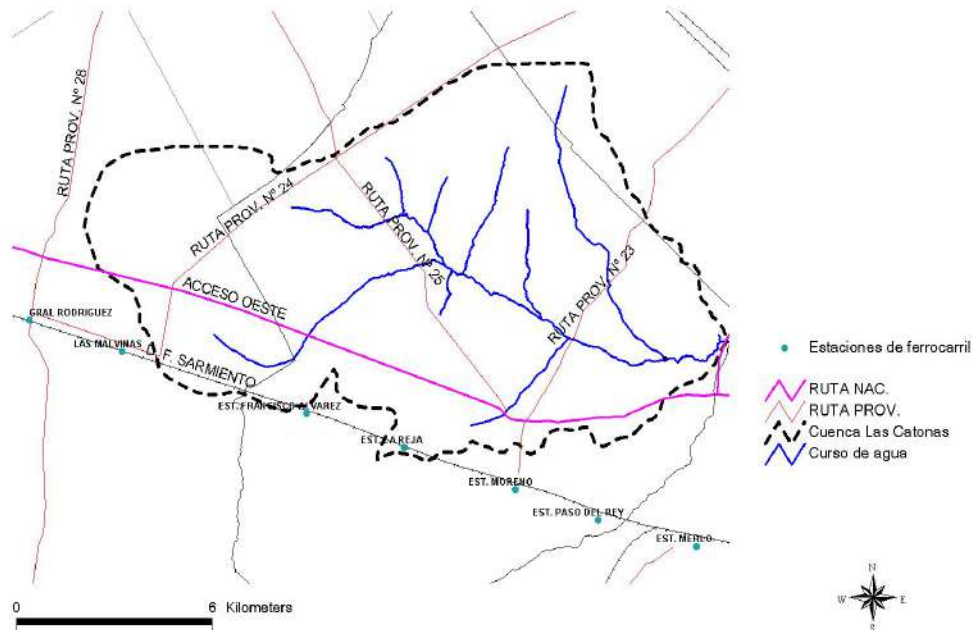 RUTA PROV. Nº 28
RUTA PROV. Nº 24
RUTA PROV. Nº 25
RUTA PROV. Nº 23
ACCESO OESTE
GRAL RODRIGUEZ
LAS MALVINAS
F. SARMIENTO
EST. FRANCISCO ALVAREZ
EST. LA REJA
EST. MORENO
EST. PASO DEL REY
EST. MERLO
Estaciones de ferrocarril
RUTA NAC.
RUTA PROV.
Cuenca Las Catonas
Curso de agua
0 6 Kilometers
N
W E